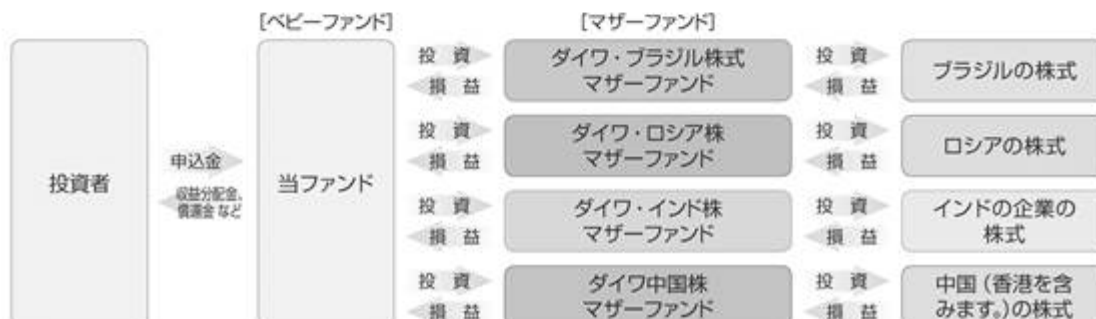 [ベビーファンド]
[マザーファンド]
投資者
申込金
収益分配金、
償還金 など
当ファンド
投 資
損 益
ダイワ・ブラジル株式
マザーファンド
投 資
損 益
ブラジルの株式
投 資
損 益
ダイワ・ロシア株
マザーファンド
投 資
損 益
ロシアの株式
投 資
損 益
ダイワ・インド株
マザーファンド
投 資
損 益
インドの企業の
株式
投 資
損 益
ダイワ中国株
マザーファンド
投 資
損 益
中国（香港を含
みます。）の株式